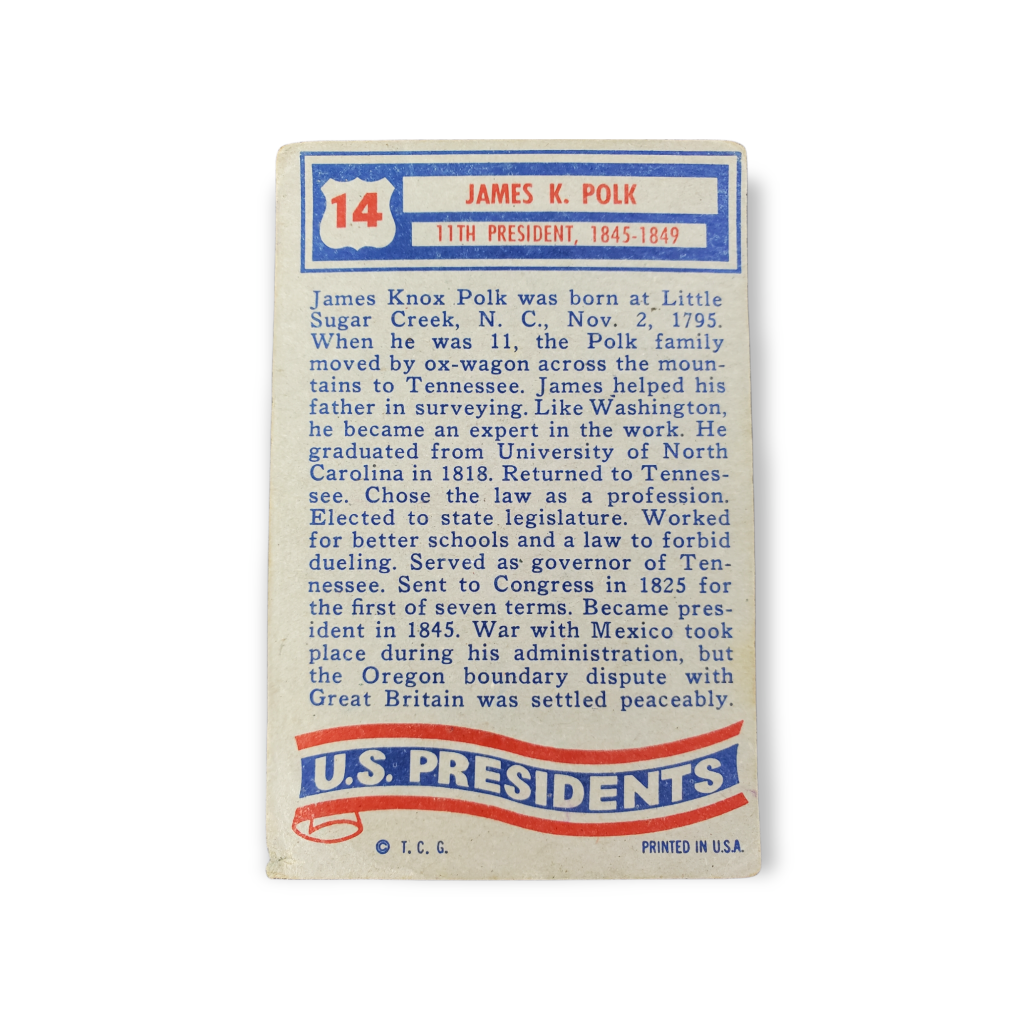 14
JAMES K. POLK
11TH PRESIDENT, 1845-1849
James Knox Polk was born at Little
Sugar Creek, N. C., Nov. 2, 1795.
When he was 11, the Polk family
moved by ox-wagon across the moun-
tains to Tennessee. James helped his
father in surveying. Like Washington,
he became an expert in the work. He
graduated from University of North
Carolina in 1818. Returned to Tennes-
see. Chose the law as a profession.
Elected to state legislature. Worked
for better schools and a law to forbid
dueling. Served as governor of Ten-
nessee. Sent to Congress in 1825 for
the first of seven terms. Became pres-
ident in 1845. War with Mexico took
place during his administration, but
the Oregon boundary dispute with
Great Britain was settled peaceably.
U.S. PRESIDENTS
© T. C. G.
PRINTED IN U.S.A.